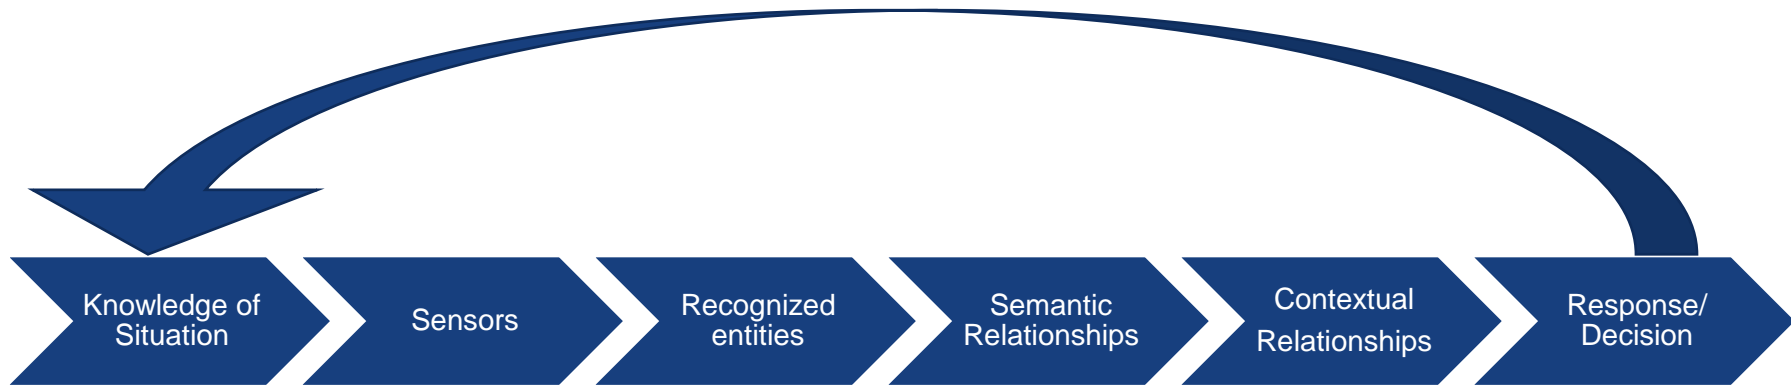 Knowledge of
Situation
Sensors
Recognized
entities
Semantic
Relationships
Contextual
Relationships
Response/
Decision